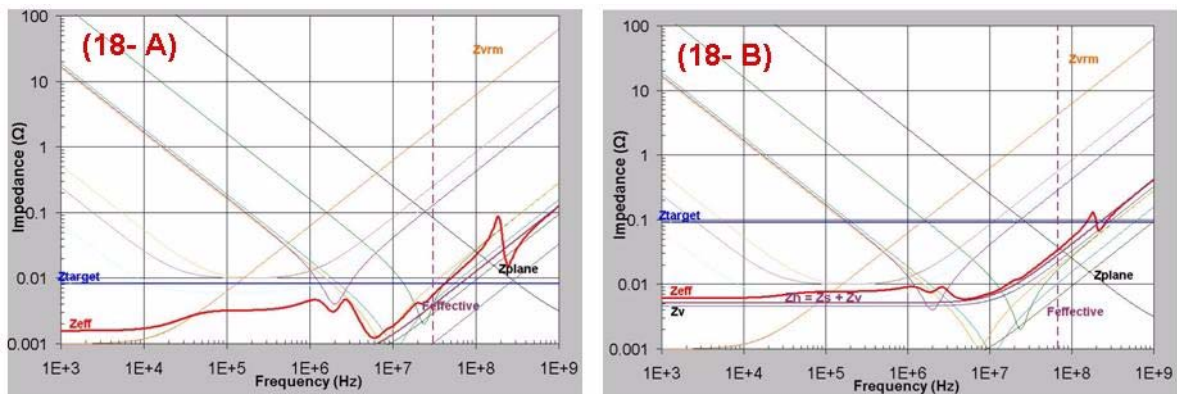 (18- A)
100
10
1
0.1
0.01
0.001
Impedance (Ω)
Zvrm
Ztarget
Zplane
Zeff
Feffective
1E+3
1E+4
1E+5
1E+6
1E+7
1E+8
1E+9
Frequency (Hz)
(18- B)
100
10
1
0.1
0.01
0.001
Impedance (Ω)
Zvrm
Ztarget
Zplane
Zeff
Zh = Zs + Zv
Zv
Feffective
1E+3
1E+4
1E+5
1E+6
1E+7
1E+8
1E+9
Frequency (Hz)